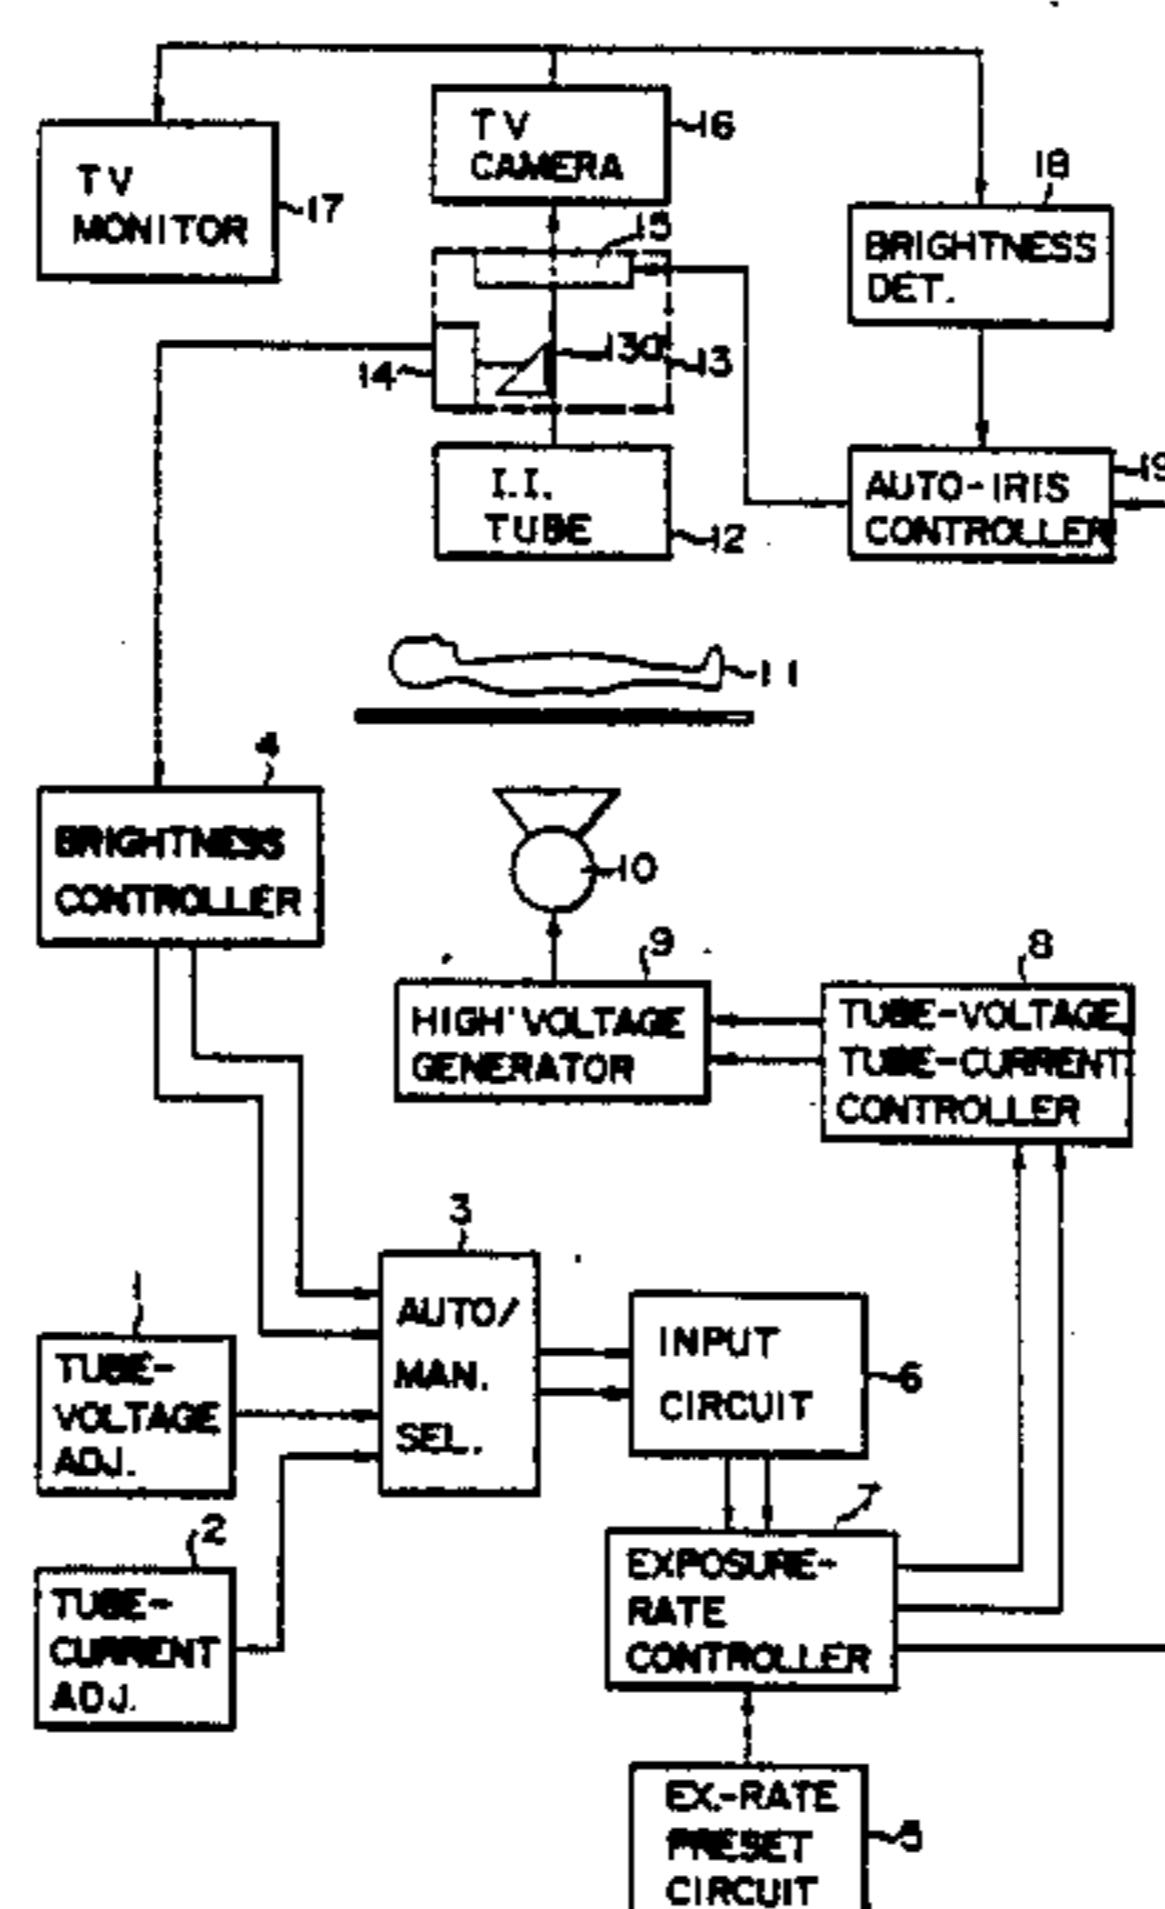 TV
CAMERA
16
TV
MONITOR
17
18
BRIGHTNESS
DET.
15
130
13
14
I.I.
TUBE
12
AUTO-IRIS
CONTROLLER
19
11
4
BRIGHTNESS
CONTROLLER
10
9
HIGH VOLTAGE
GENERATOR
8
TUBE-VOLTAGE,
TUBE-CURRENT
CONTROLLER
3
AUTO/
MAN.
SEL.
1
TUBE-
VOLTAGE
ADJ.
INPUT
CIRCUIT
6
2
TUBE-
CURRENT
ADJ.
7
EXPOSURE-
RATE
CONTROLLER
EX.-RATE
PRESET
CIRCUIT
5